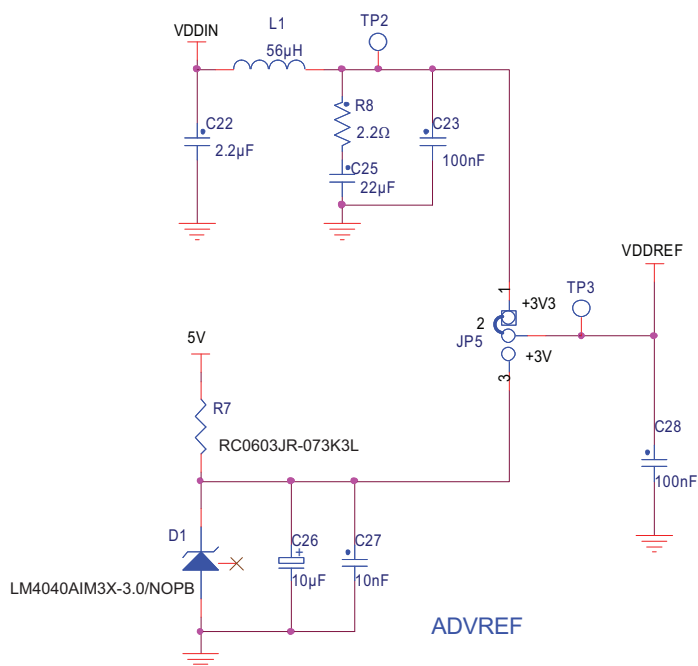 L1
TP2
VDDIN
56µH
C22
2.2µF
R8
2.2Ω
C23
100nF
C25
22µF
VDDREF
TP3
1
+3V3
2
JP5
+3V
3
5V
R7
RC0603JR-073K3L
C28
100nF
D1
C26
10µF
+
C27
10nF
LM4040AIM3X-3.0/NOPB
ADVREF